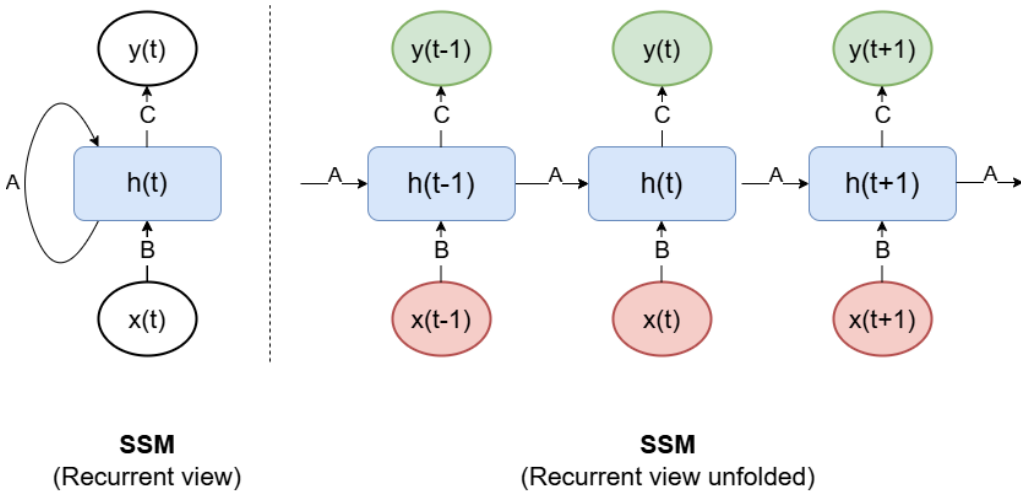 y(t)
C
A
h(t)
B
x(t)
SSM
(Recurrent view)
y(t-1)
y(t)
y(t+1)
C
C
C
A
h(t-1)
A
h(t)
A
h(t+1)
A
B
B
B
x(t-1)
x(t)
x(t+1)
SSM
(Recurrent view unfolded)